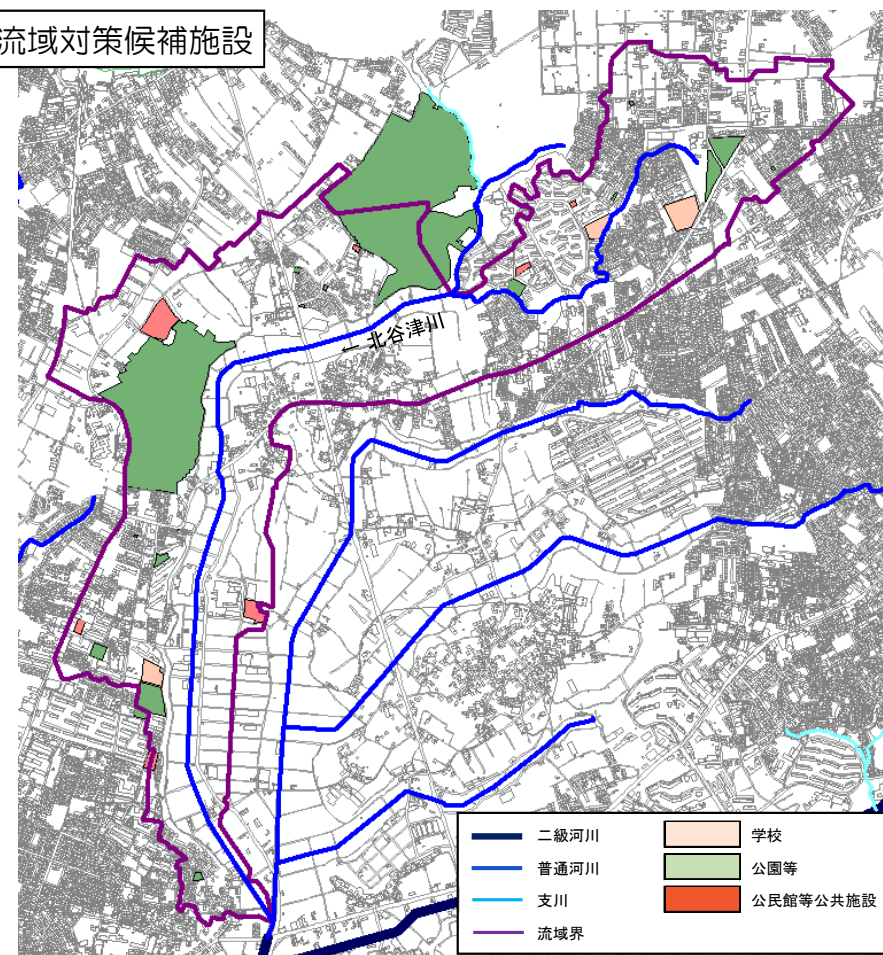 流域対策候補施設
← 北谷津川
二級河川
普通河川
支川
流域界
学校
公園等
公民館等公共施設